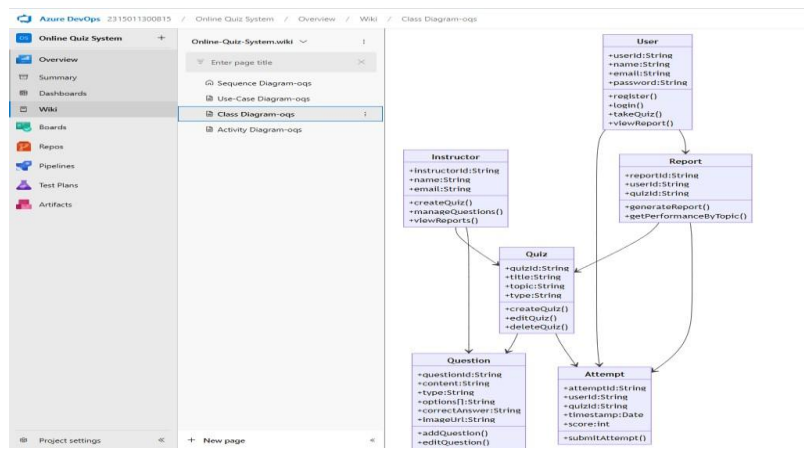 Azure DevOps 2315011300815 / Online Quiz System / Overview / Wiki / Class Diagram-oqs
OS Online Quiz System +
Overview
Summary
Dashboards
Wiki
Boards
Repos
Pipelines
Test Plans
Artifacts
Project settings
Online-Quiz-System.wiki
Enter page title
Sequence Diagram-oqs
Use-Case Diagram-oqs
Class Diagram-oqs
Activity Diagram-oqs
+ New page
User
+userId:String
+name:String
+email:String
+password:String
+register()
+login()
+takeQuiz()
+viewReport()
Instructor
+instructorId:String
+name:String
+email:String
+createQuiz()
+manageQuestions()
+viewReports()
Report
+reportId:String
+userId:String
+quizId:String
+generateReport()
+getPerformanceByTopic()
Quiz
+quizId:String
+title:String
+topic:String
+type:String
+createQuiz()
+editQuiz()
+deleteQuiz()
Question
+questionId:String
+content:String
+type:String
+options[]:String
+correctAnswer:String
+imageUrl:String
+addQuestion()
+editQuestion()
Attempt
+attemptId:String
+userId:String
+quizId:String
+timestamp:Date
+score:int
+submitAttempt()